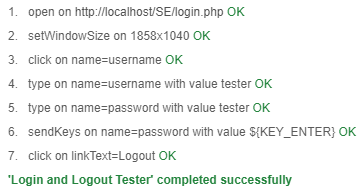 1. open on http://localhost/SE/login.php OK
2. setWindowSize on 1858x1040 OK
3. click on name=username OK
4. type on name=username with value tester OK
5. type on name=password with value tester OK
6. sendKeys on name=password with value ${KEY_ENTER} OK
7. click on linkText=Logout OK
'Login and Logout Tester' completed successfully